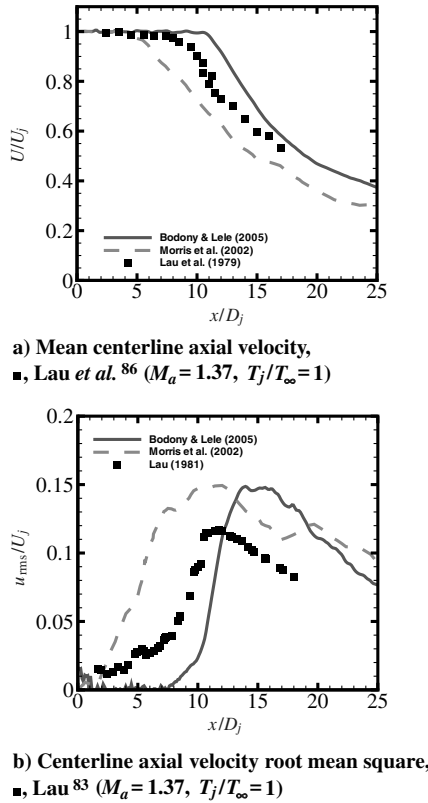 1
0.8
0.6
0.4
0.2
0
U/Uj
Bodony & Lele (2005)
Morris et al. (2002)
Lau et al. (1979)
0 5 10 15 20 25
x/Dj
a) Mean centerline axial velocity,
■, Lau et al. 86 (Ma = 1.37, Tj/T∞ = 1)
0.2
0.15
0.1
0.05
0
urms/Uj
Bodony & Lele (2005)
Morris et al. (2002)
Lau (1981)
0 5 10 15 20 25
x/Dj
b) Centerline axial velocity root mean square,
■, Lau 83 (Ma = 1.37, Tj/T∞ = 1)